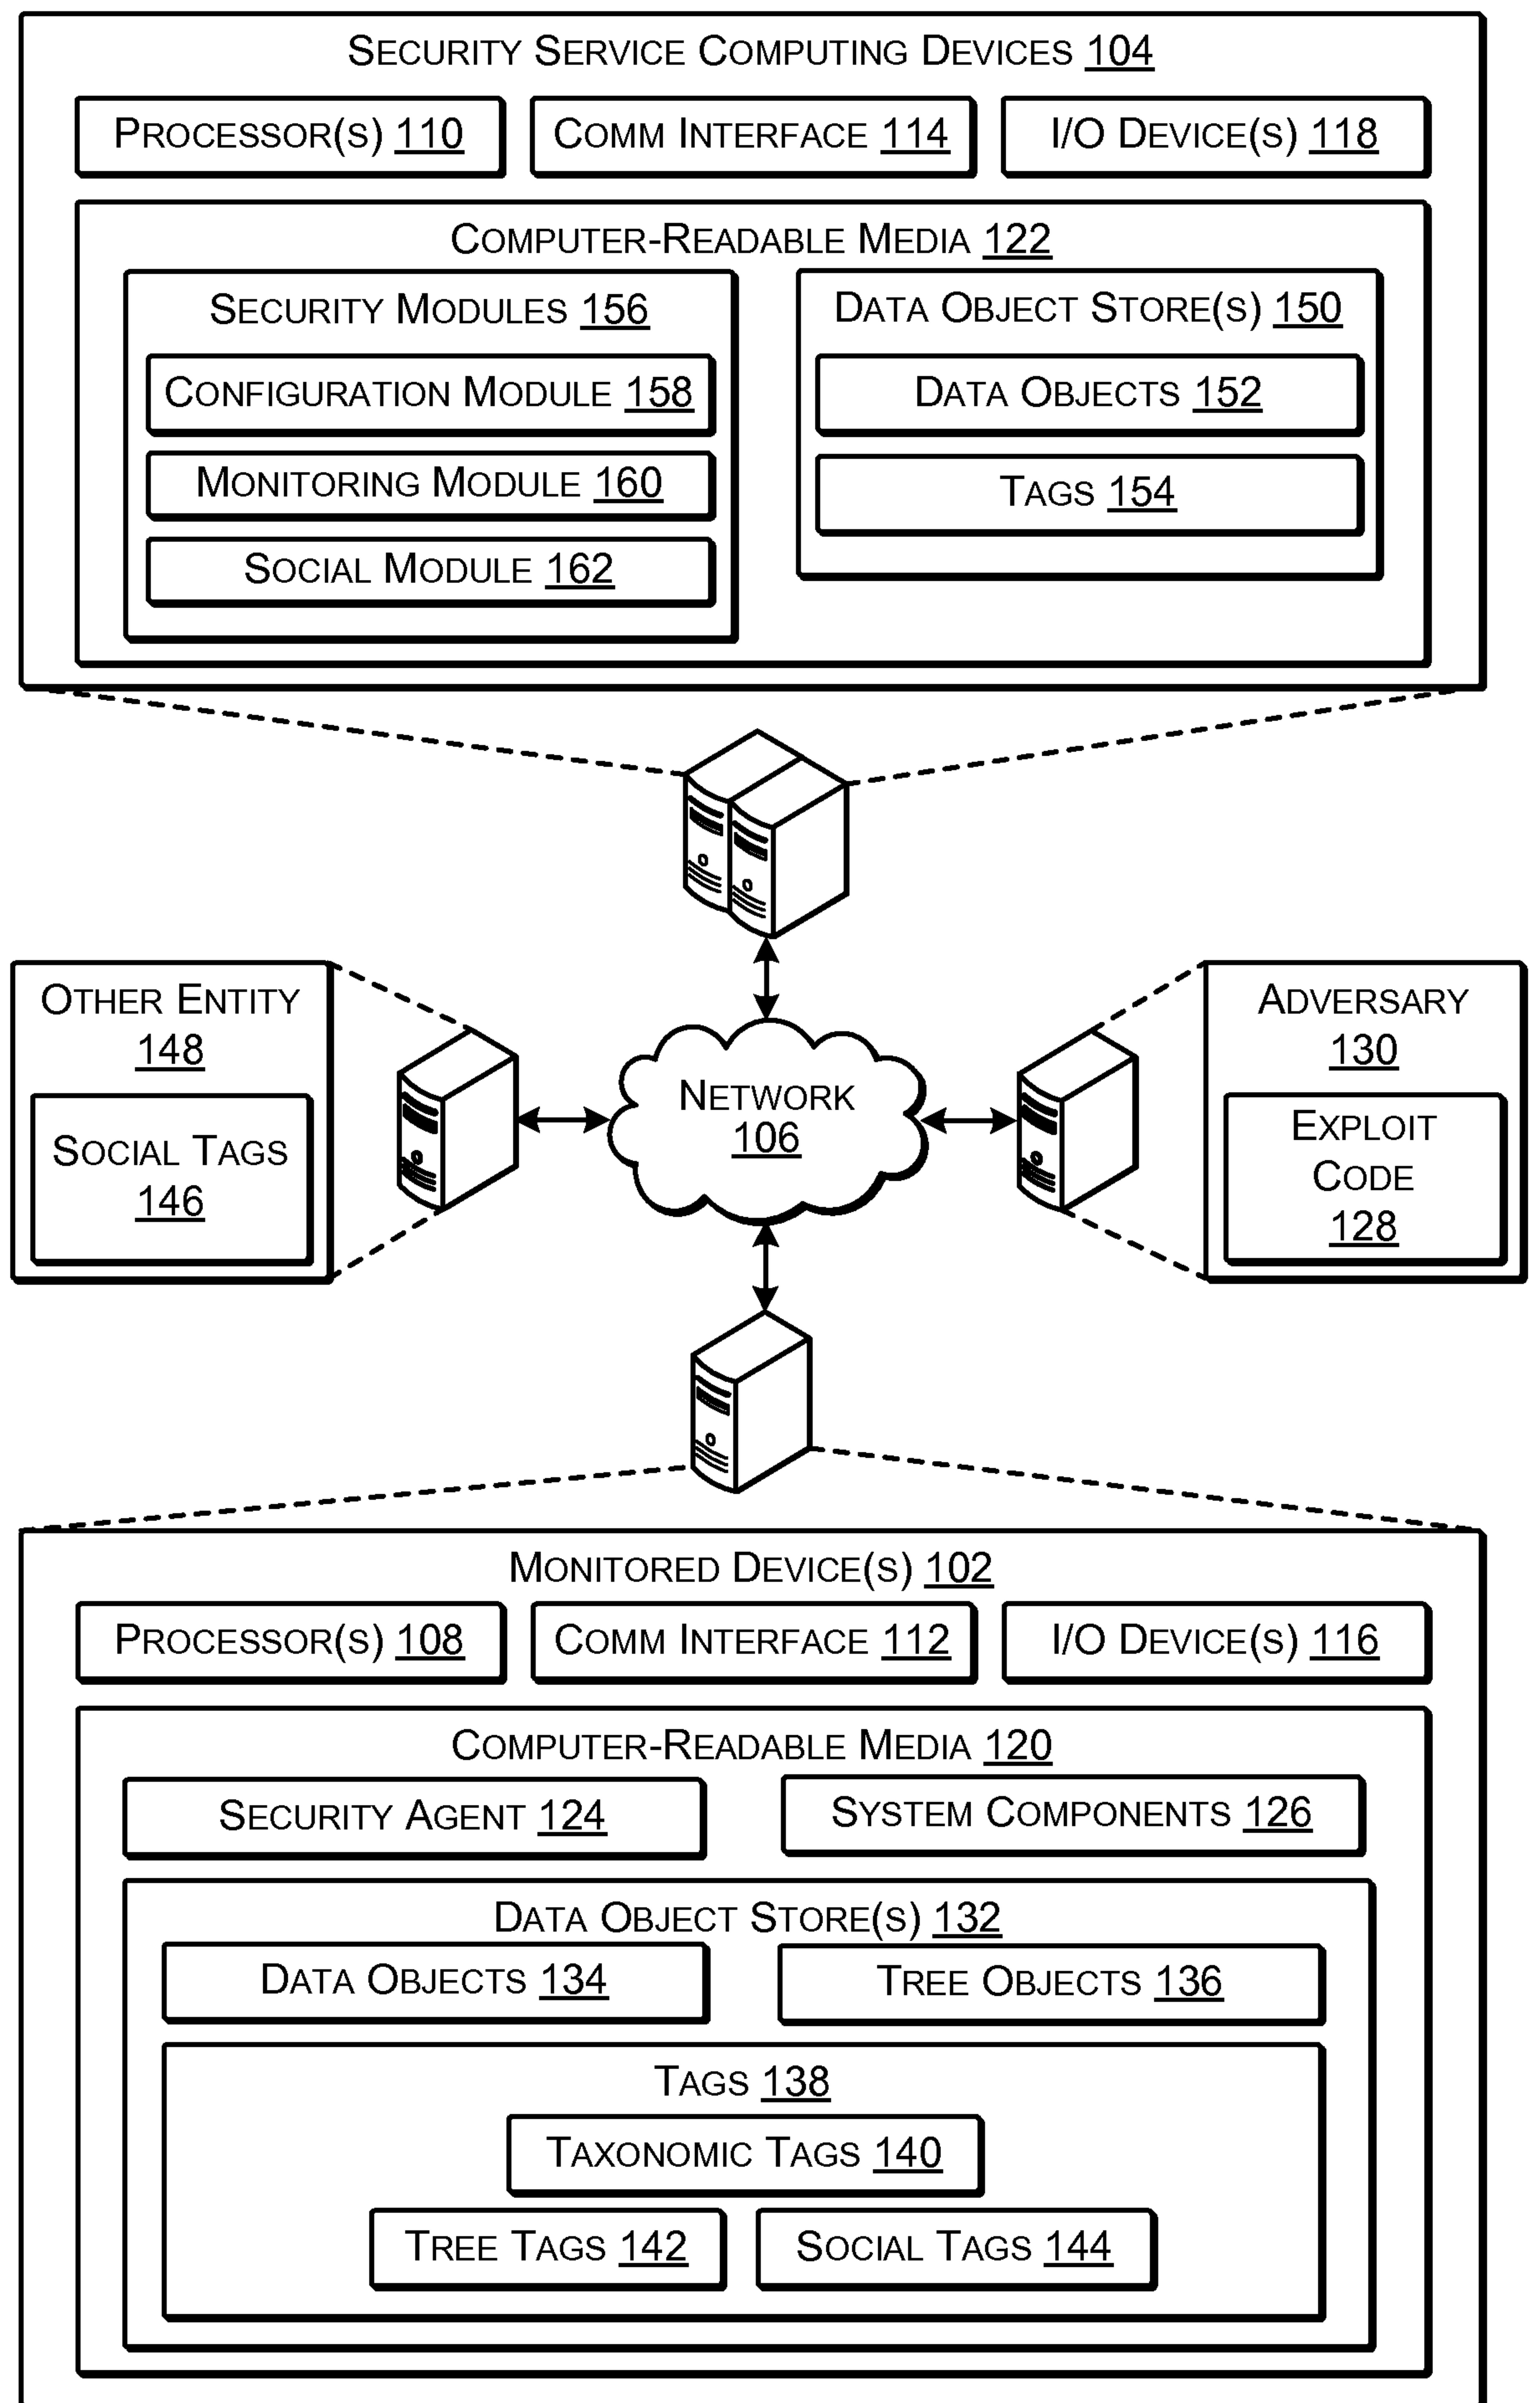 SECURITY SERVICE COMPUTING DEVICES 104
PROCESSOR(S) 110
COMM INTERFACE 114
I/O DEVICE(S) 118
COMPUTER-READABLE MEDIA 122
SECURITY MODULES 156
CONFIGURATION MODULE 158
MONITORING MODULE 160
SOCIAL MODULE 162
DATA OBJECT STORE(S) 150
DATA OBJECTS 152
TAGS 154
OTHER ENTITY
148
SOCIAL TAGS
146
NETWORK
106
ADVERSARY
130
EXPLOIT
CODE
128
MONITORED DEVICE(S) 102
PROCESSOR(S) 108
COMM INTERFACE 112
I/O DEVICE(S) 116
COMPUTER-READABLE MEDIA 120
SECURITY AGENT 124
SYSTEM COMPONENTS 126
DATA OBJECT STORE(S) 132
DATA OBJECTS 134
TREE OBJECTS 136
TAGS 138
TAXONOMIC TAGS 140
TREE TAGS 142
SOCIAL TAGS 144